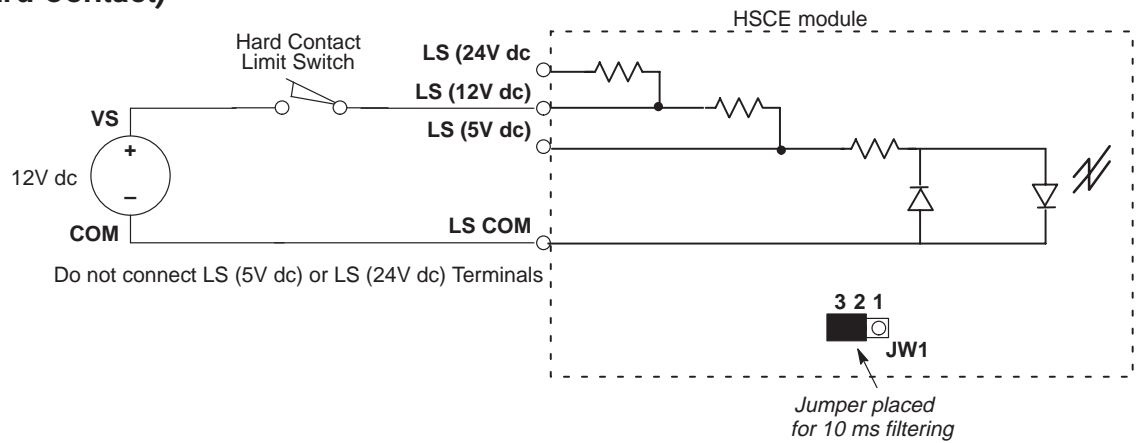 HSCE module
Hard Contact
Limit Switch
LS (24V dc
LS (12V dc)
LS (5V dc)
VS
+
12V dc
–
COM
LS COM
Do not connect LS (5V dc) or LS (24V dc) Terminals
3 2 1
JW1
Jumper placed
for 10 ms filtering